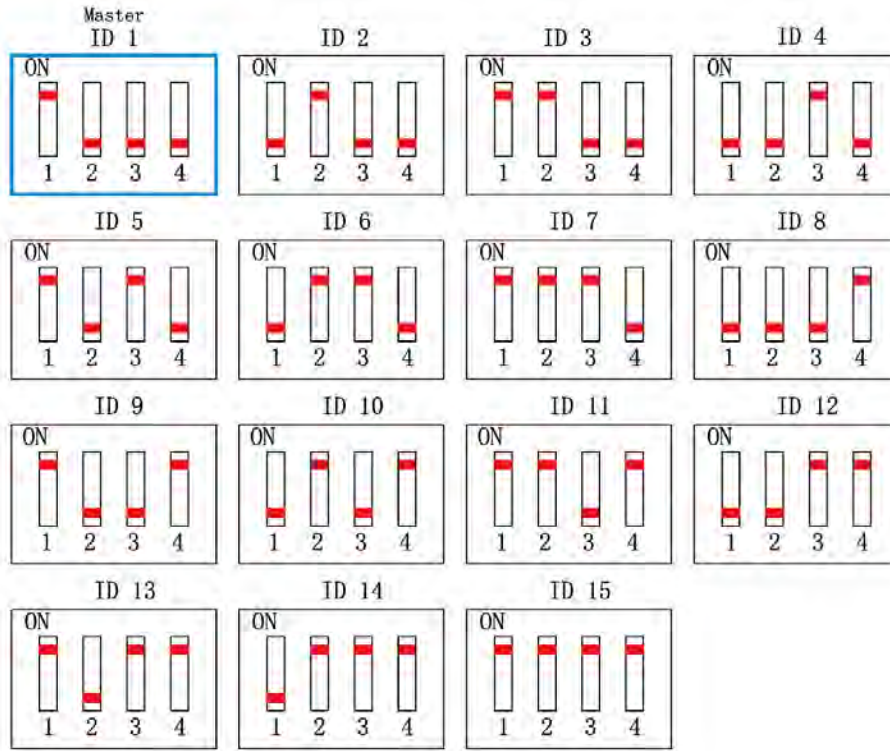 Master
ID 1 ID 2 ID 3 ID 4
ON ON ON ON
1 2 3 4 1 2 3 4 1 2 3 4 1 2 3 4
ID 5 ID 6 ID 7 ID 8
ON ON ON ON
1 2 3 4 1 2 3 4 1 2 3 4 1 2 3 4
ID 9 ID 10 ID 11 ID 12
ON ON ON ON
1 2 3 4 1 2 3 4 1 2 3 4 1 2 3 4
ID 13 ID 14 ID 15
ON ON ON
1 2 3 4 1 2 3 4 1 2 3 4